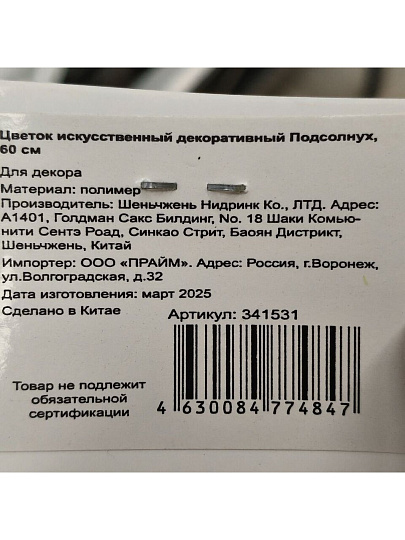 Цветок искусственный декоративный Подсолнух,
60 см
Для декора
Материал: полимер
Производитель: Шеньчжень Нидринк Ко., ЛТД. Адрес:
А1401, Голдман Сакс Билдинг, No. 18 Шаки Комью-
нити Сентэ Роад, Синкао Стрит, Баоян Дистрикт,
Шеньчжень, Китай
Импортер: ООО «ПРАЙМ». Адрес: Россия, г.Воронеж,
ул.Волгоградская, д.32
Дата изготовления: март 2025
Сделано в Китае
Артикул: 341531
Товар не подлежит
обязательной
сертификации
4 630084 774847